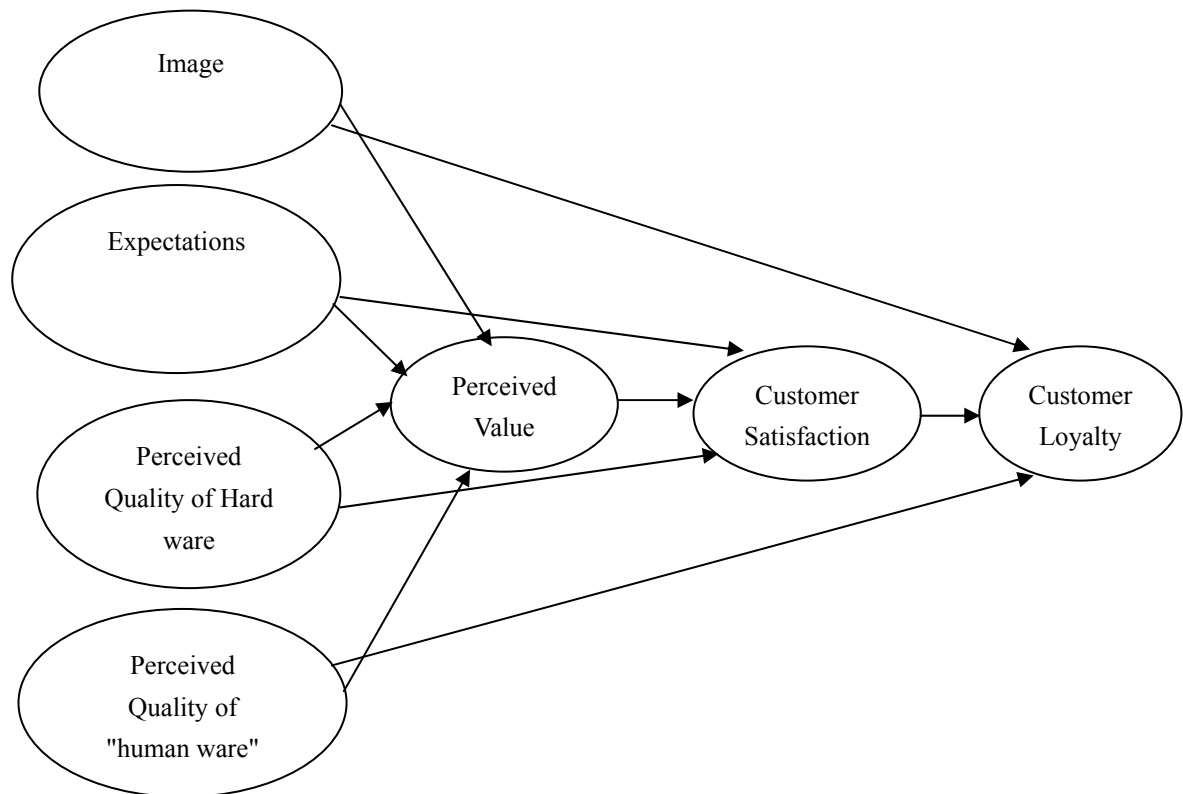 Image
Expectations
Perceived
Quality of Hard
ware
Perceived
Quality of
"human ware"
Perceived
Value
Customer
Satisfaction
Customer
Loyalty